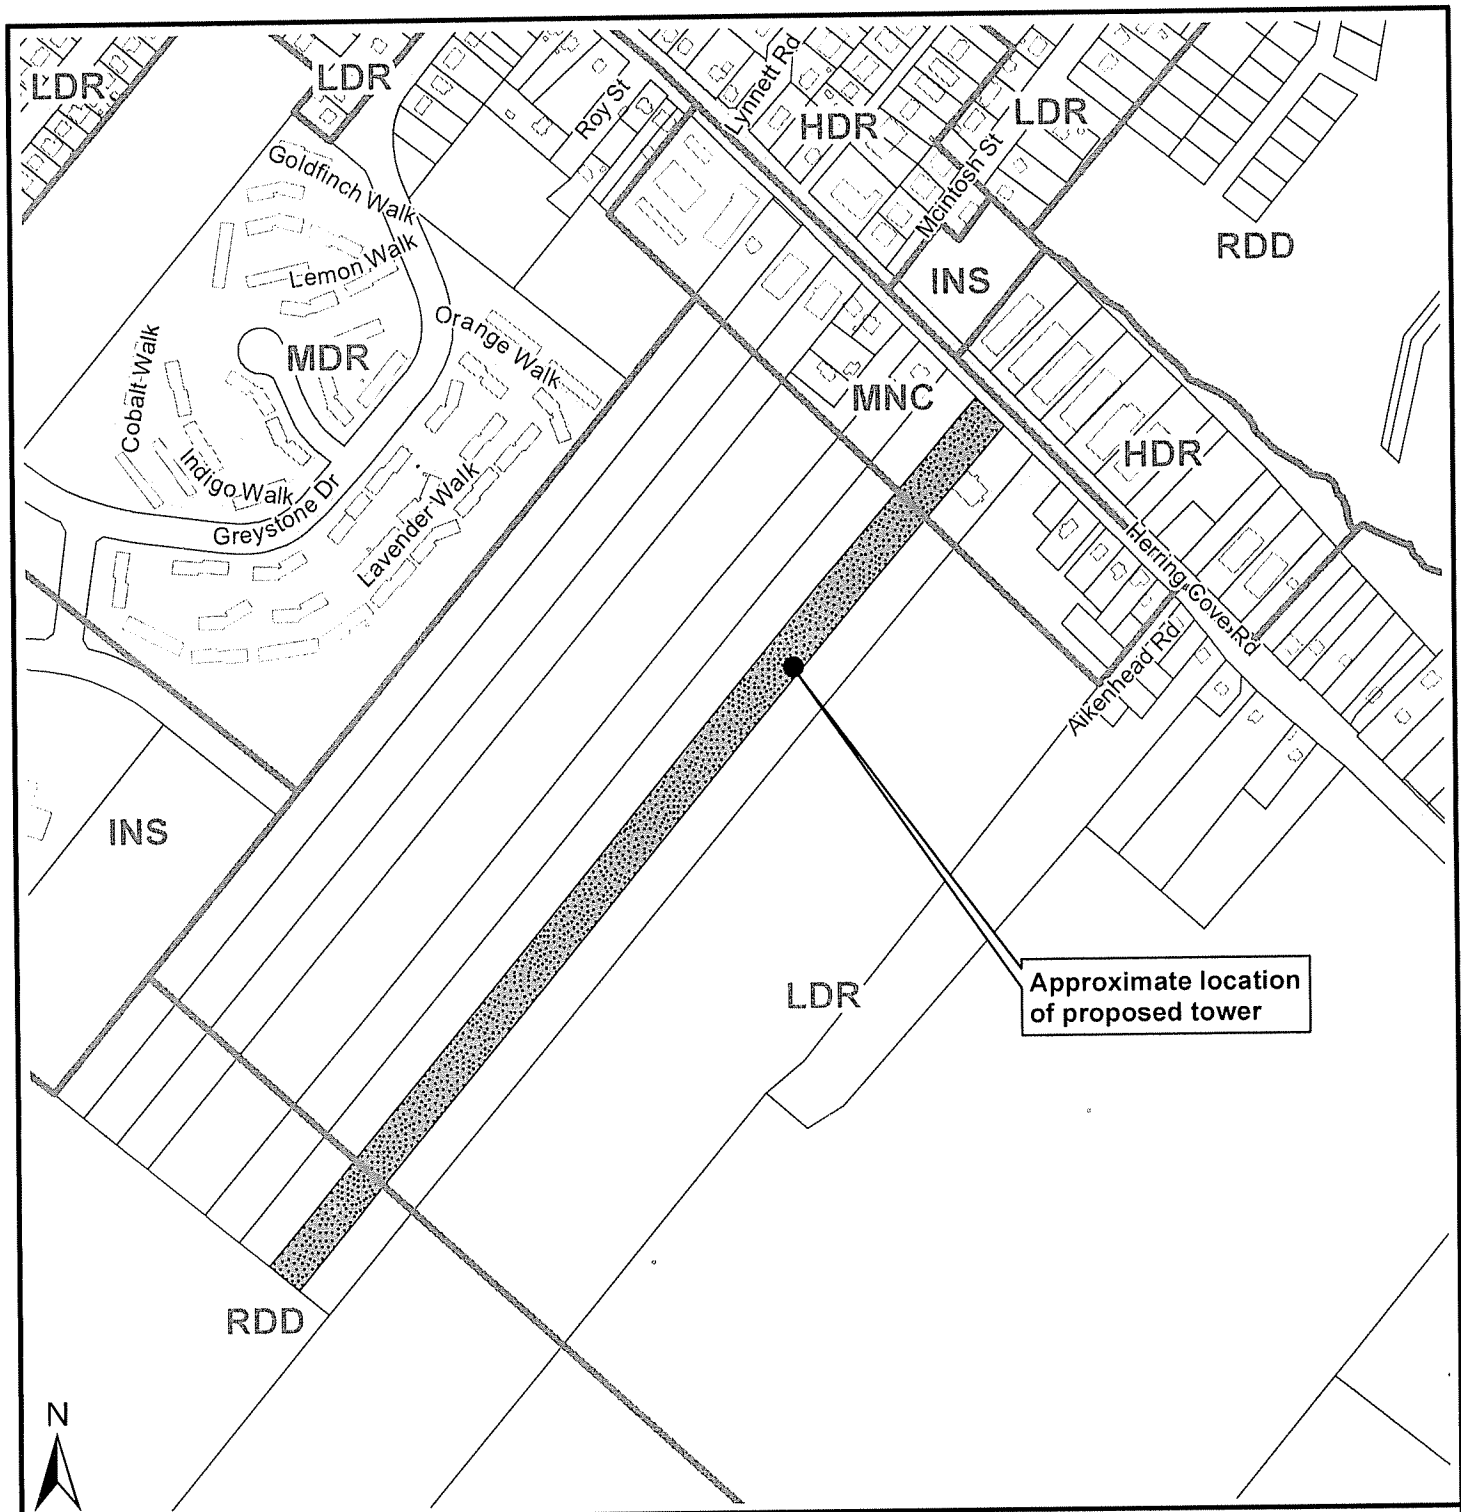 LDR
LDR
Roy St
Lynnett Rd
HDR
LDR
Mcintosh St
Goldfinch Walk
Lemon Walk
RDD
INS
Orange Walk
Cobalt Walk
MDR
MNC
HDR
Indigo Walk
Greystone Dr
Lavender Walk
Herring Cove Rd
Aikenhead Rd
INS
Approximate location
of proposed tower
LDR
RDD
N